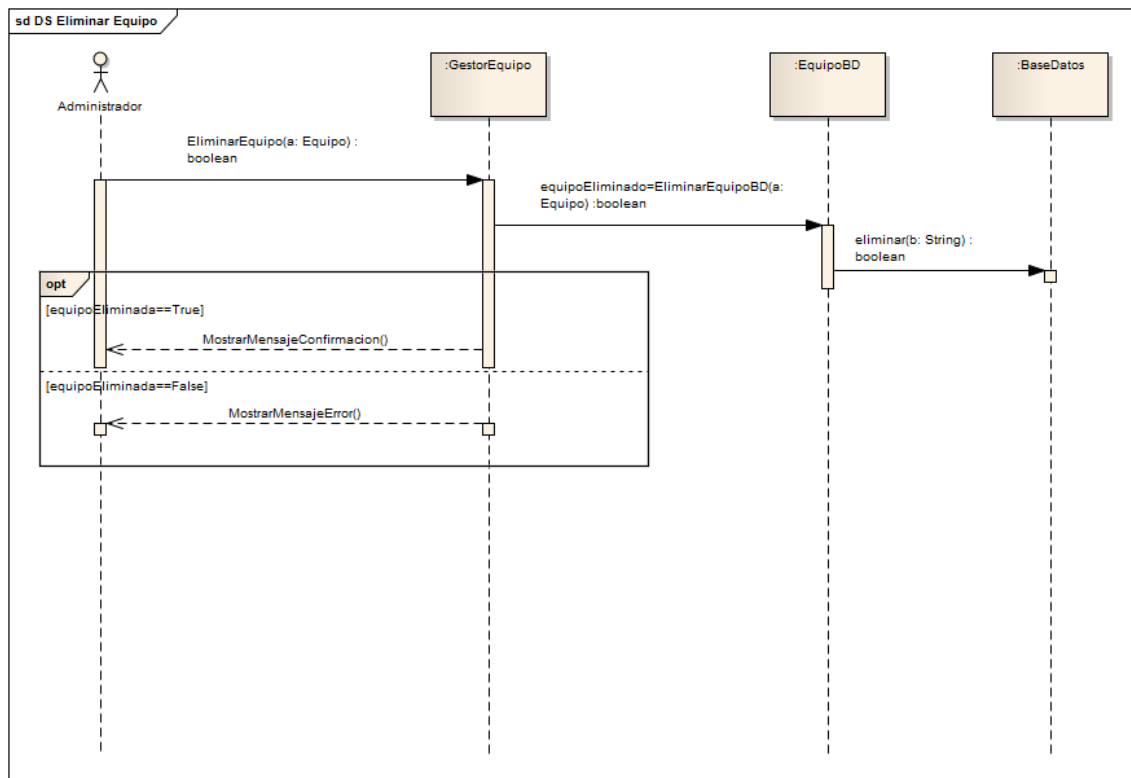 sd DS Eliminar Equipo
Administrador
:GestorEquipo
:EquipoBD
:BaseDatos
EliminarEquipo(a: Equipo) :
boolean
equipoEliminado=EliminarEquipoBD(a:
Equipo) :boolean
eliminar(b: String) :
boolean
opt
[equipoEliminada==True]
MostrarMensajeConfirmacion()
[equipoEliminada==False]
MostrarMensajeError()